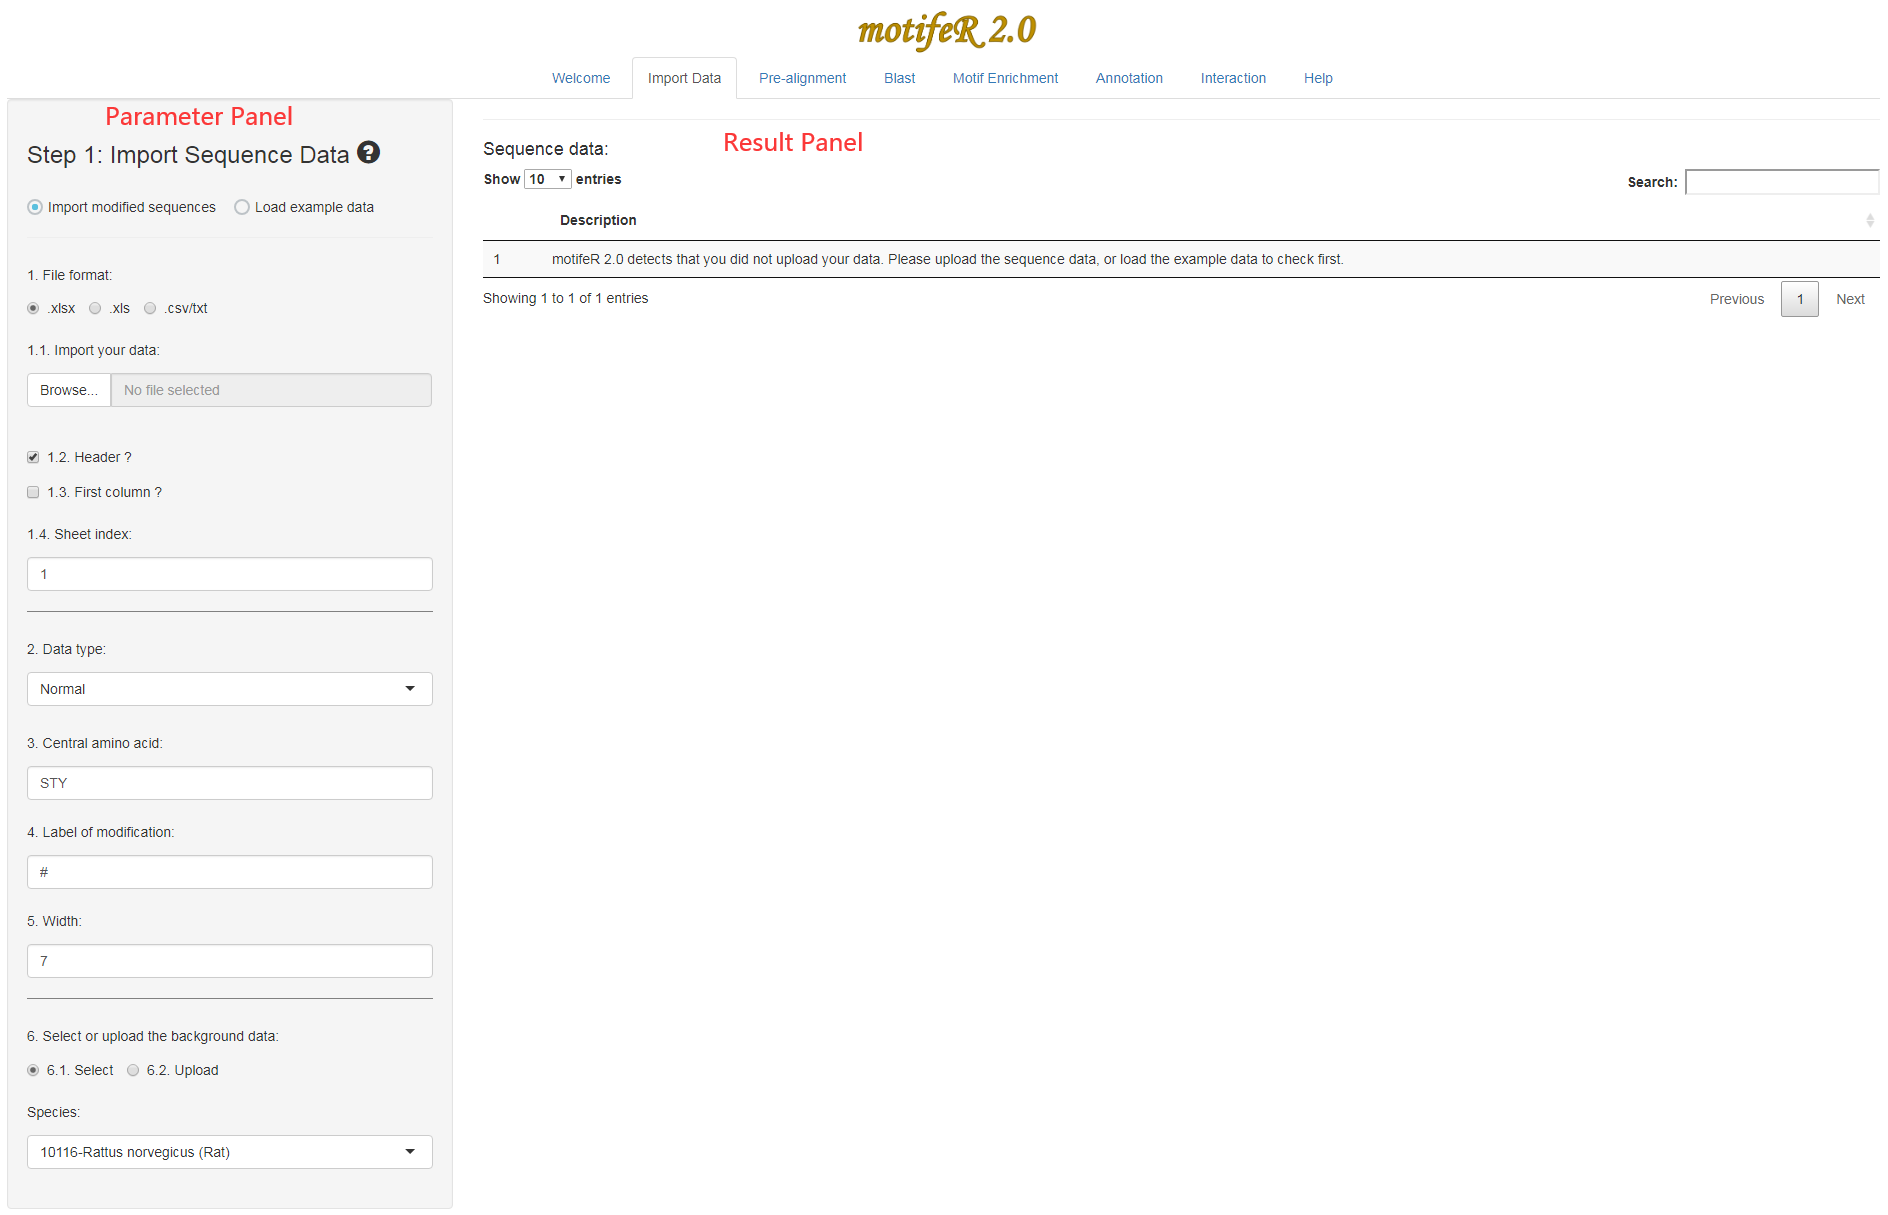 motifeR 2.0
Welcome Import Data Pre-alignment Blast Motif Enrichment Annotation Interaction Help
Parameter Panel
Step 1: Import Sequence Data ?
Import modified sequences Load example data
1. File format:
.xlsx .xls .csv/txt
1.1. Import your data:
Browse... No file selected
1.2. Header ?
1.3. First column ?
1.4. Sheet index:
1
2. Data type:
Normal
3. Central amino acid:
STY
4. Label of modification:
#
5. Width:
7
6. Select or upload the background data:
6.1. Select 6.2. Upload
Species:
10116-Rattus norvegicus (Rat)
Result Panel
Sequence data:
Show 10 entries
Search:
Description
1 motifeR 2.0 detects that you did not upload your data. Please upload the sequence data, or load the example data to check first.
Showing 1 to 1 of 1 entries
Previous 1 Next